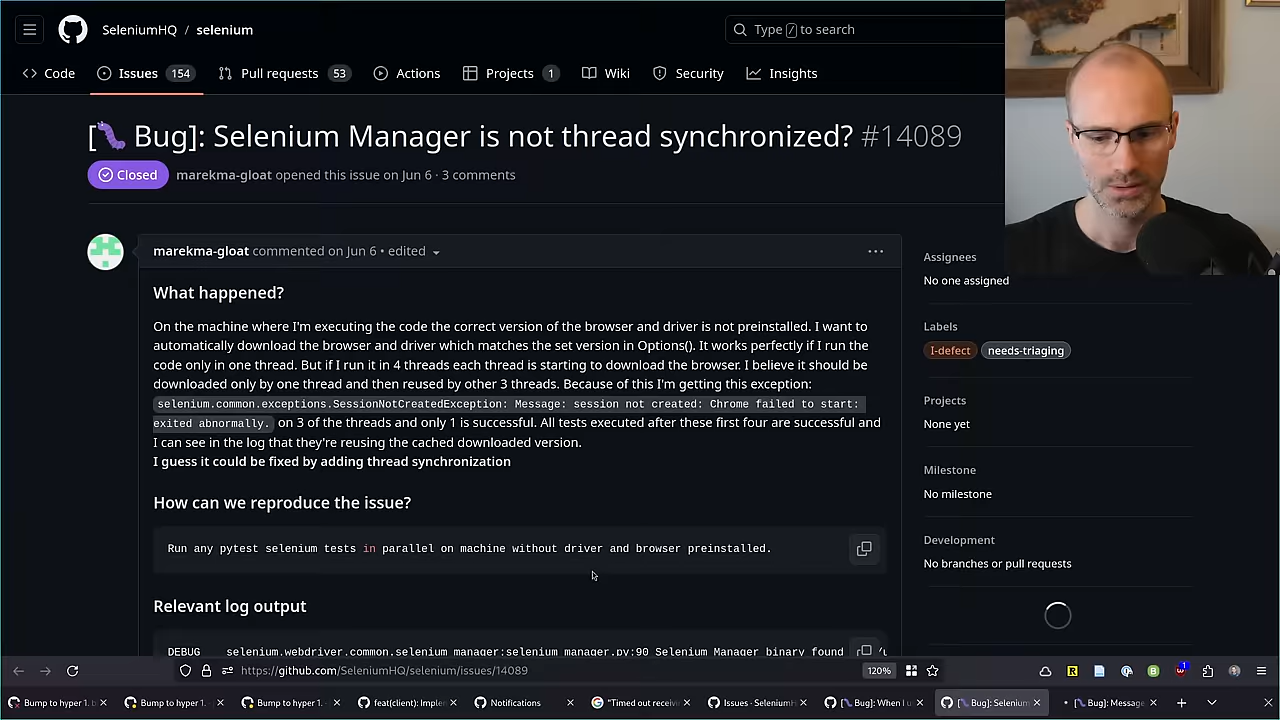 SeleniumHQ / selenium
Type / to search
Code
Issues 154
Pull requests 53
Actions
Projects 1
Wiki
Security
Insights
[🐛 Bug]: Selenium Manager is not thread synchronized? #14089
Closed
marekma-gloat opened this issue on Jun 6 · 3 comments
marekma-gloat commented on Jun 6 • edited
What happened?
On the machine where I'm executing the code the correct version of the browser and driver is not preinstalled. I want to
automatically download the browser and driver which matches the set version in Options(). It works perfectly if I run the
code only in one thread. But if I run it in 4 threads each thread is starting to download the browser. I believe it should be
downloaded only by one thread and then reused by other 3 threads. Because of this I'm getting this exception:
selenium.common.exceptions.SessionNotCreatedException: Message: session not created: Chrome failed to start:
exited abnormally. on 3 of the threads and only 1 is successful. All tests executed after these first four are successful and
I can see in the log that they're reusing the cached downloaded version.
I guess it could be fixed by adding thread synchronization
How can we reproduce the issue?
Run any pytest selenium tests in parallel on machine without driver and browser preinstalled.
Relevant log output
DEBUG selenium.webdriver.common.selenium_manager:selenium_manager.py:90 Selenium Manager binary found
Assignees
No one assigned
Labels
I-defect
needs-triaging
Projects
None yet
Milestone
No milestone
Development
No branches or pull requests
https://github.com/SeleniumHQ/selenium/issues/14089
120%
1
Bump to hyper 1. b
Bump to hyper 1.
Bump to hyper 1.
feat(client): Imple
Notifications
"Timed out receivi
Issues · SeleniumH
[🐛 Bug]: When I u
[🐛 Bug]: Selenium
[🐛 Bug]: Message